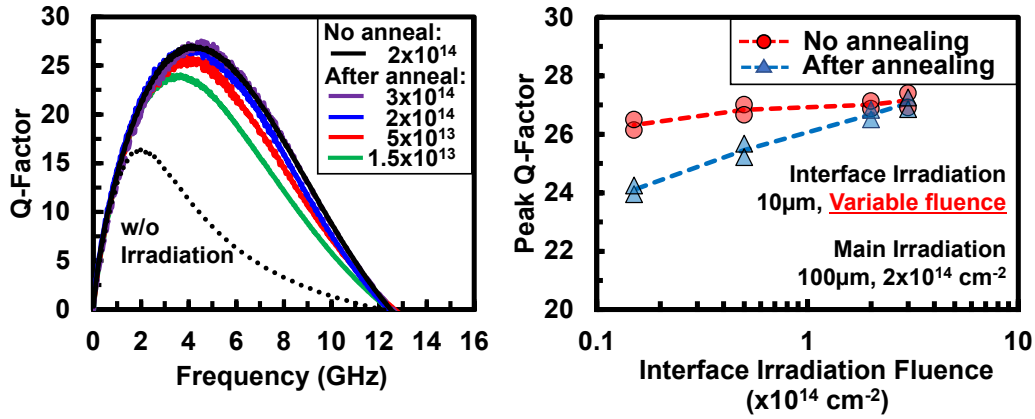 Q-Factor
30
25
20
15
10
5
0
0 2 4 6 8 10 12 14 16
Frequency (GHz)
No anneal:
2x10¹⁴
After anneal:
3x10¹⁴
2x10¹⁴
5x10¹³
1.5x10¹³
w/o
Irradiation
Peak Q-Factor
30
28
26
24
22
20
0.1 1 10
Interface Irradiation Fluence
(x10¹⁴ cm⁻²)
No annealing
After annealing
Interface Irradiation
10µm, Variable fluence
Main Irradiation
100µm, 2x10¹⁴ cm⁻²